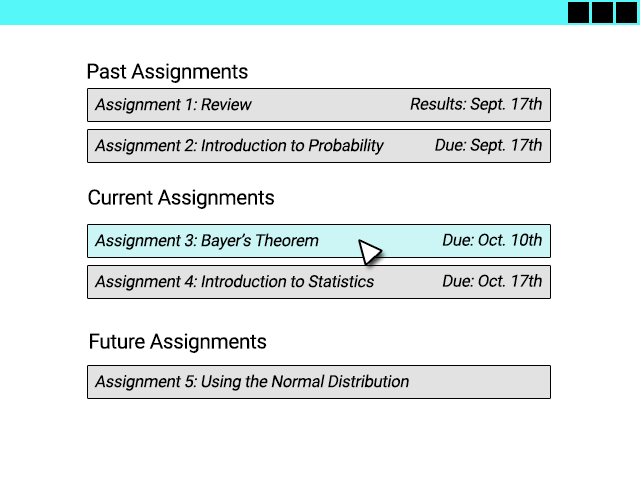 Past Assignments
Assignment 1: Review Results: Sept. 17th
Assignment 2: Introduction to Probability Due: Sept. 17th
Current Assignments
Assignment 3: Bayer's Theorem Due: Oct. 10th
Assignment 4: Introduction to Statistics Due: Oct. 17th
Future Assignments
Assignment 5: Using the Normal Distribution